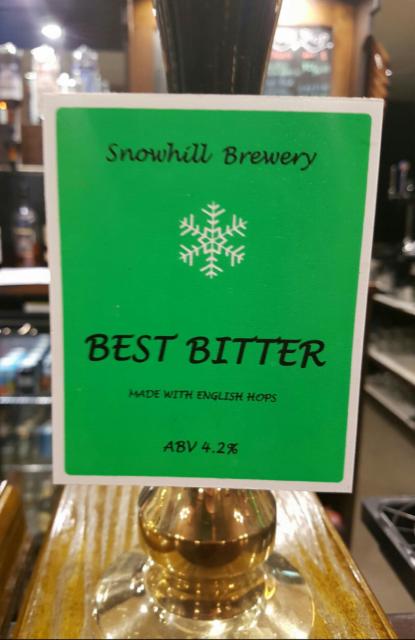 Snowhill Brewery
BEST BITTER
MADE WITH ENGLISH HOPS
ABV 4.2%